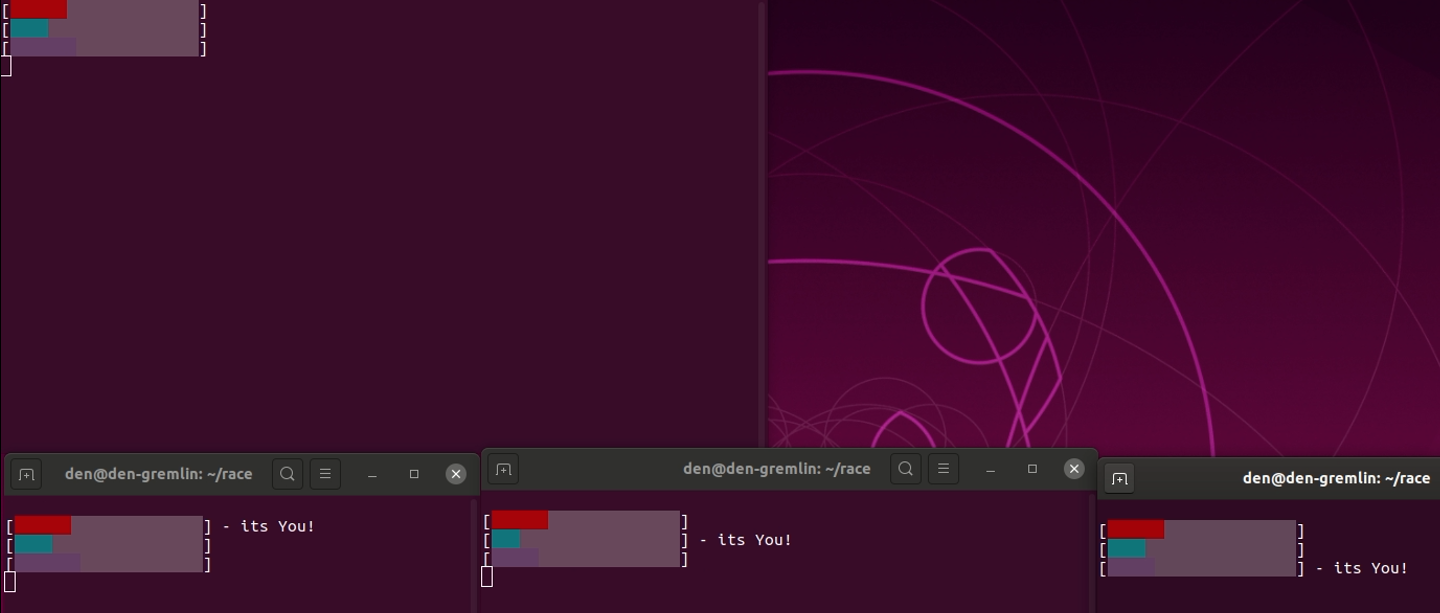 [ ]
[ ]
[ ]
den@den-gremlin: ~/race
[ ] - its You!
[ ]
[ ]
den@den-gremlin: ~/race
[ ]
[ ] - its You!
[ ]
den@den-gremlin: ~/race
[ ]
[ ]
[ ] - its You!